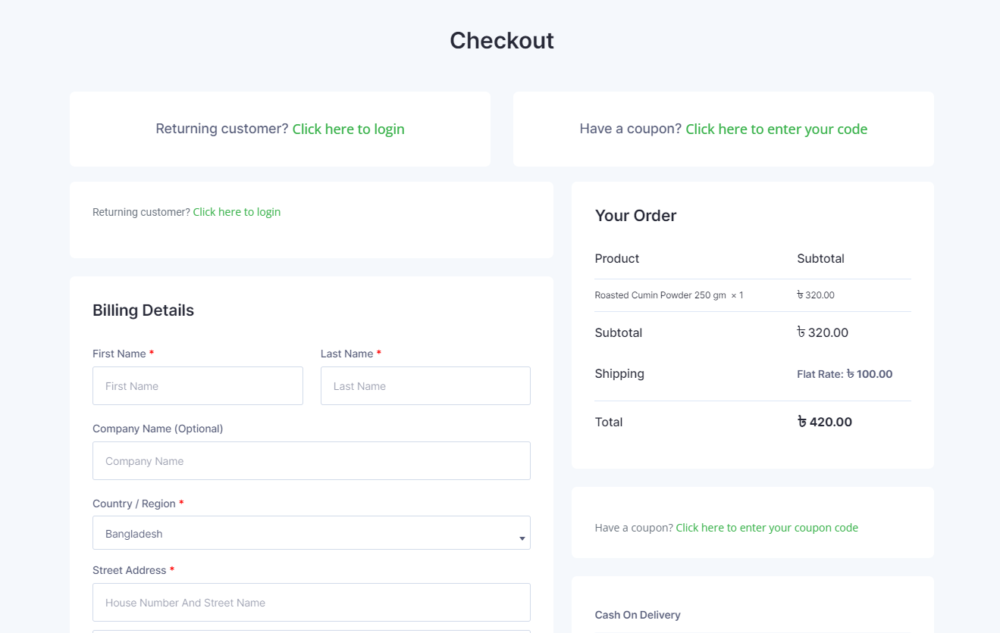 Checkout
Returning customer? Click here to login
Have a coupon? Click here to enter your code
Returning customer? Click here to login
Billing Details
First Name *
Last Name *
First Name
Last Name
Company Name (Optional)
Company Name
Country / Region *
Bangladesh
Street Address *
House Number And Street Name
Your Order
Product Subtotal
Roasted Cumin Powder 250 gm × 1 ৳ 320.00
Subtotal ৳ 320.00
Shipping Flat Rate: ৳ 100.00
Total ৳ 420.00
Have a coupon? Click here to enter your coupon code
Cash On Delivery